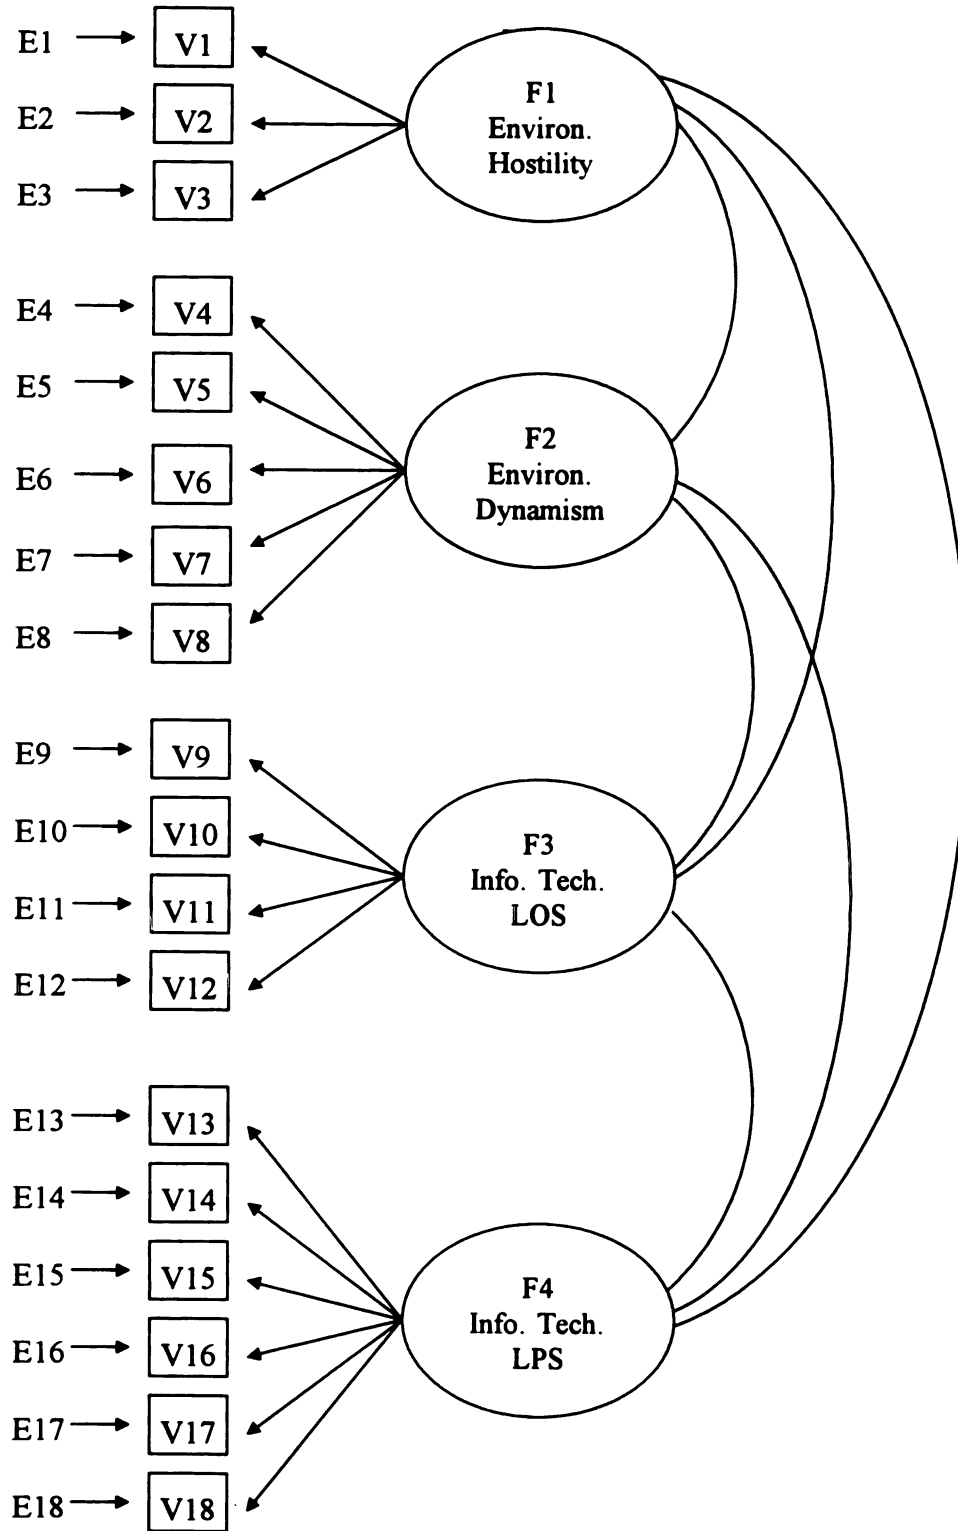 E1 V1
E2 V2
E3 V3
F1
Environ.
Hostility
E4 V4
E5 V5
E6 V6
E7 V7
E8 V8
F2
Environ.
Dynamism
E9 V9
E10 V10
E11 V11
E12 V12
F3
Info. Tech.
LOS
E13 V13
E14 V14
E15 V15
E16 V16
E17 V17
E18 V18
F4
Info. Tech.
LPS